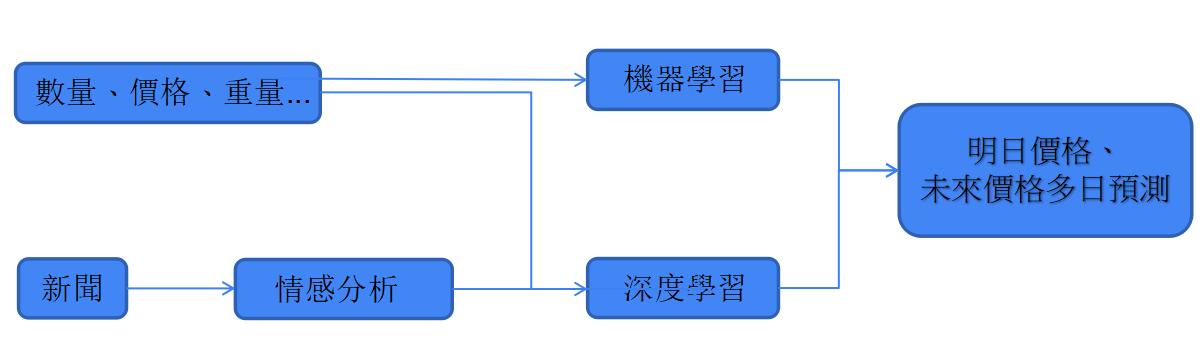 數量、價格、重量...
機器學習
明日價格、
未來價格多日預測
新聞
情感分析
深度學習